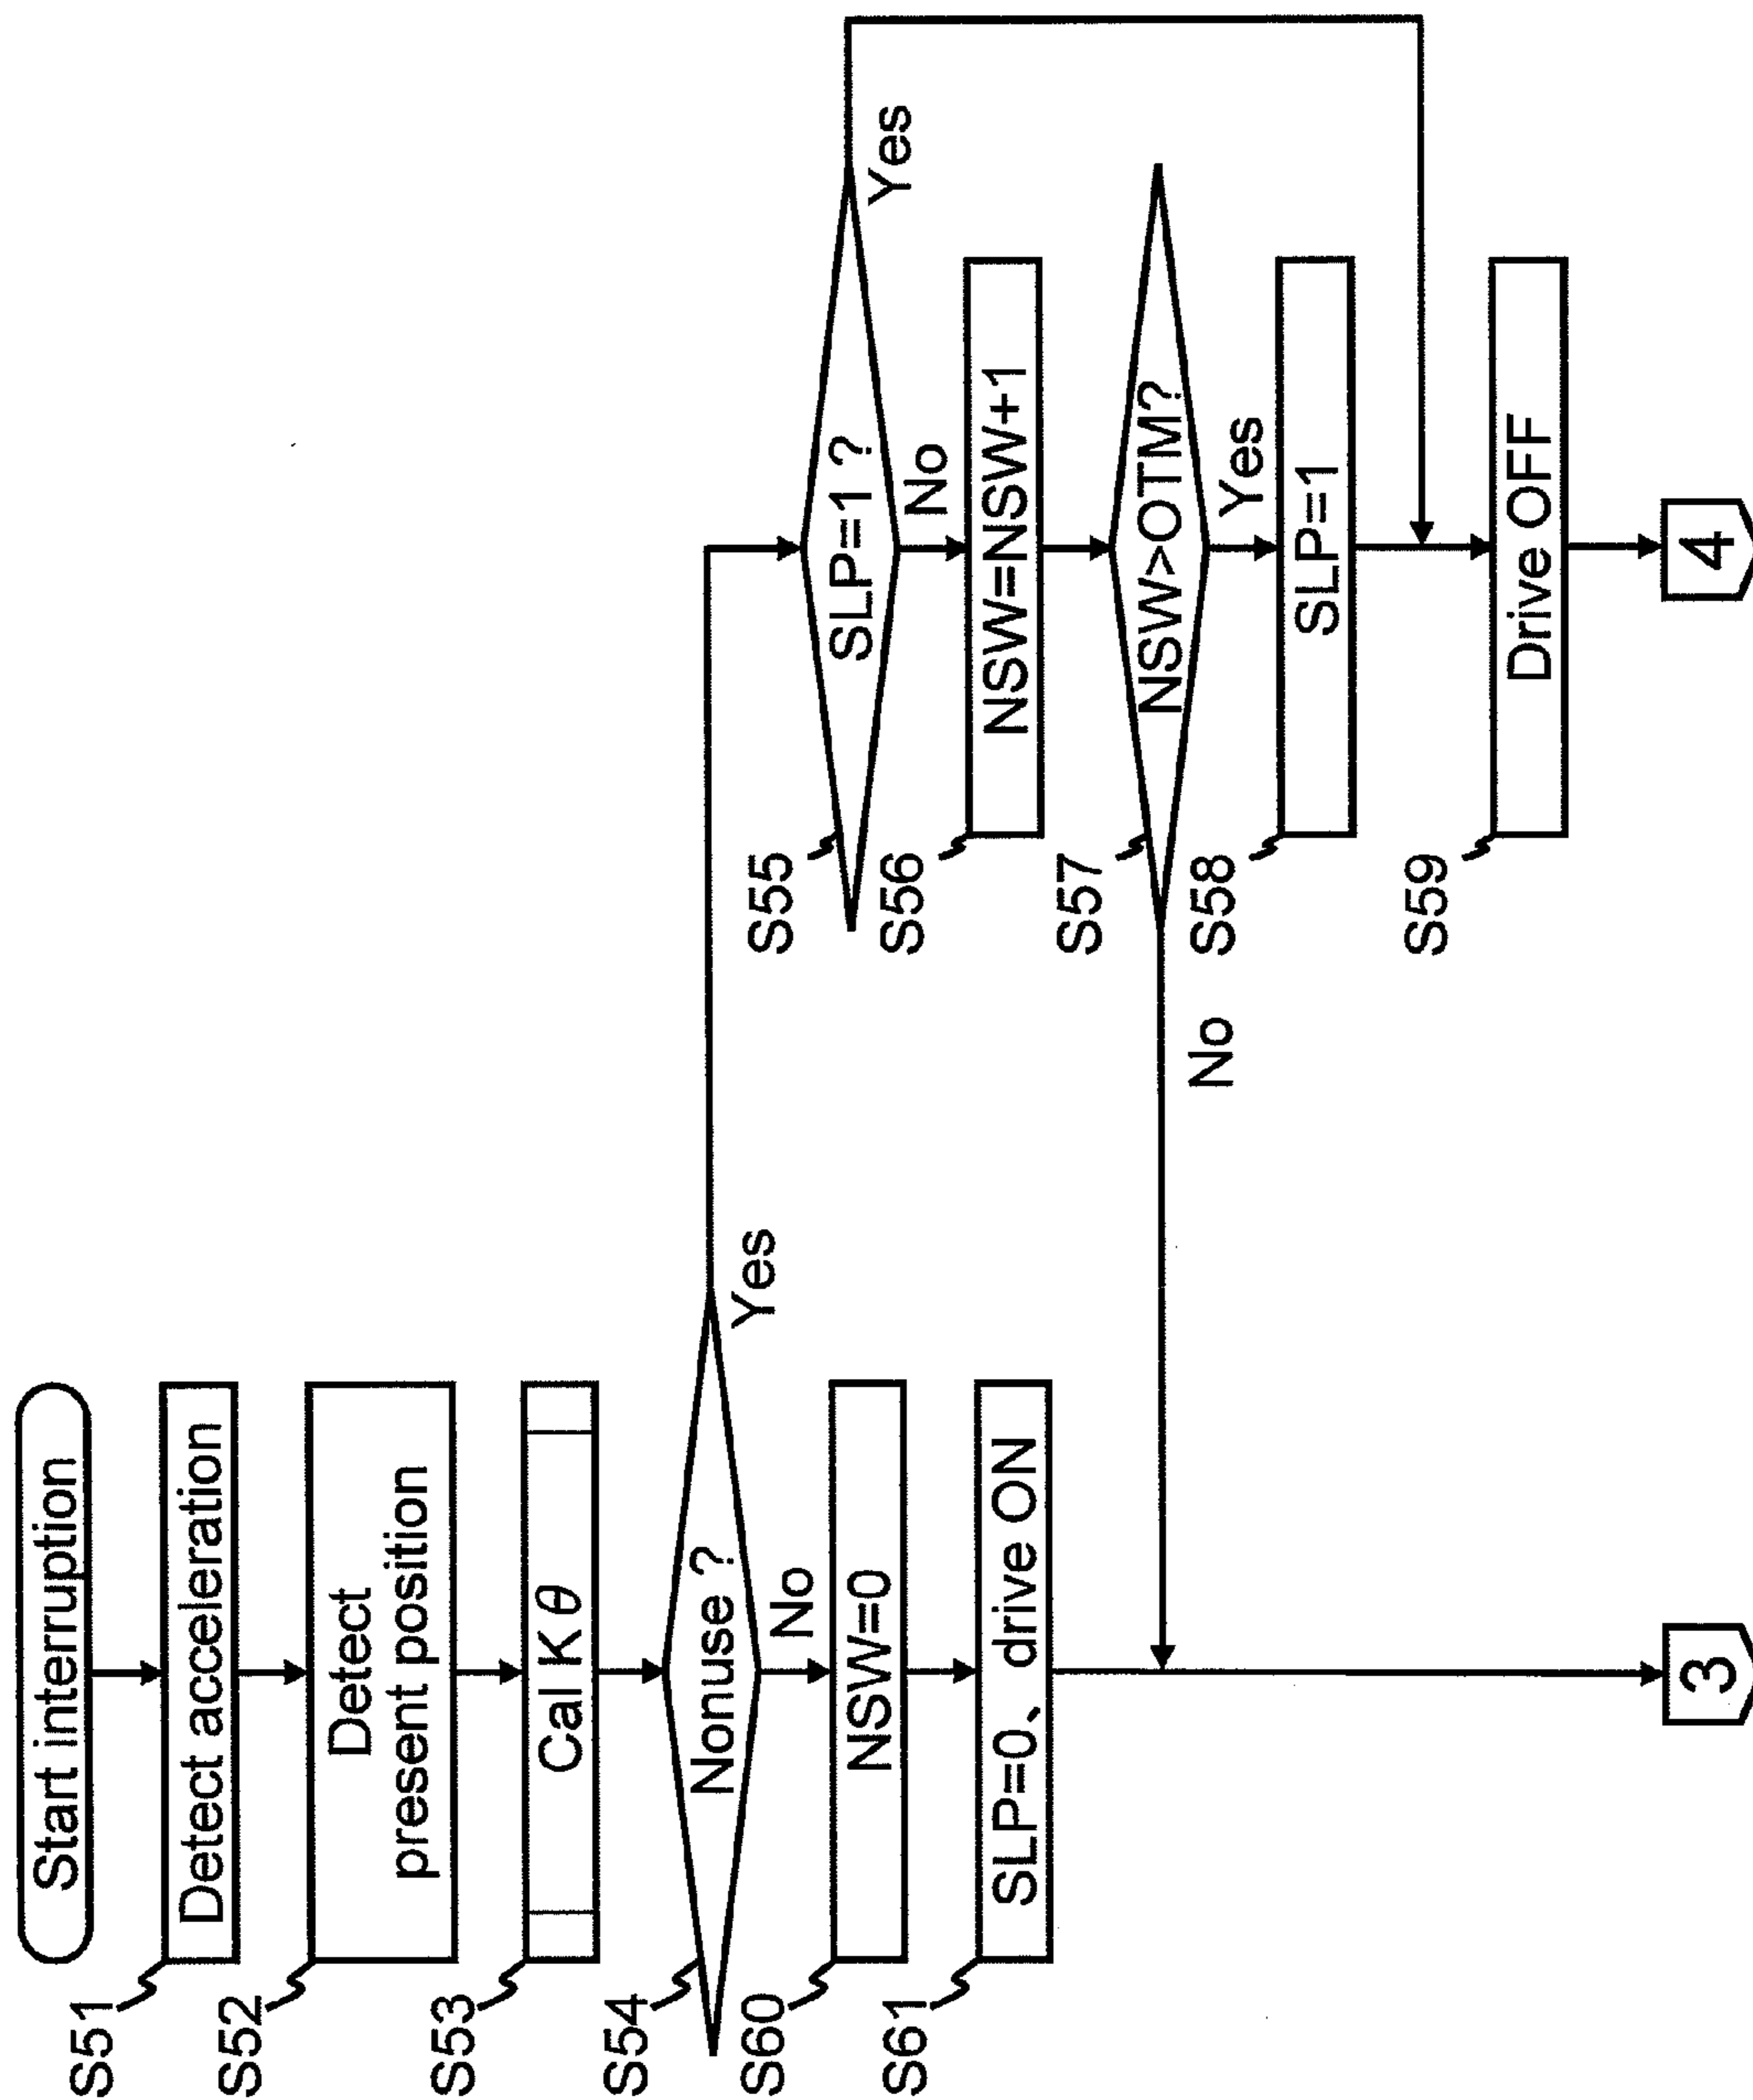 Start interruption
S51
Detect acceleration
S52
Detect
present position
S53
Cal K θ
S54
Nonuse ?
Yes
No
S60
NSW=0
S61
SLP=0、drive ON
3
S55
SLP=1 ?
Yes
No
S56
NSW=NSW+1
S57
NSW>OTM?
No
Yes
S58
SLP=1
S59
Drive OFF
4